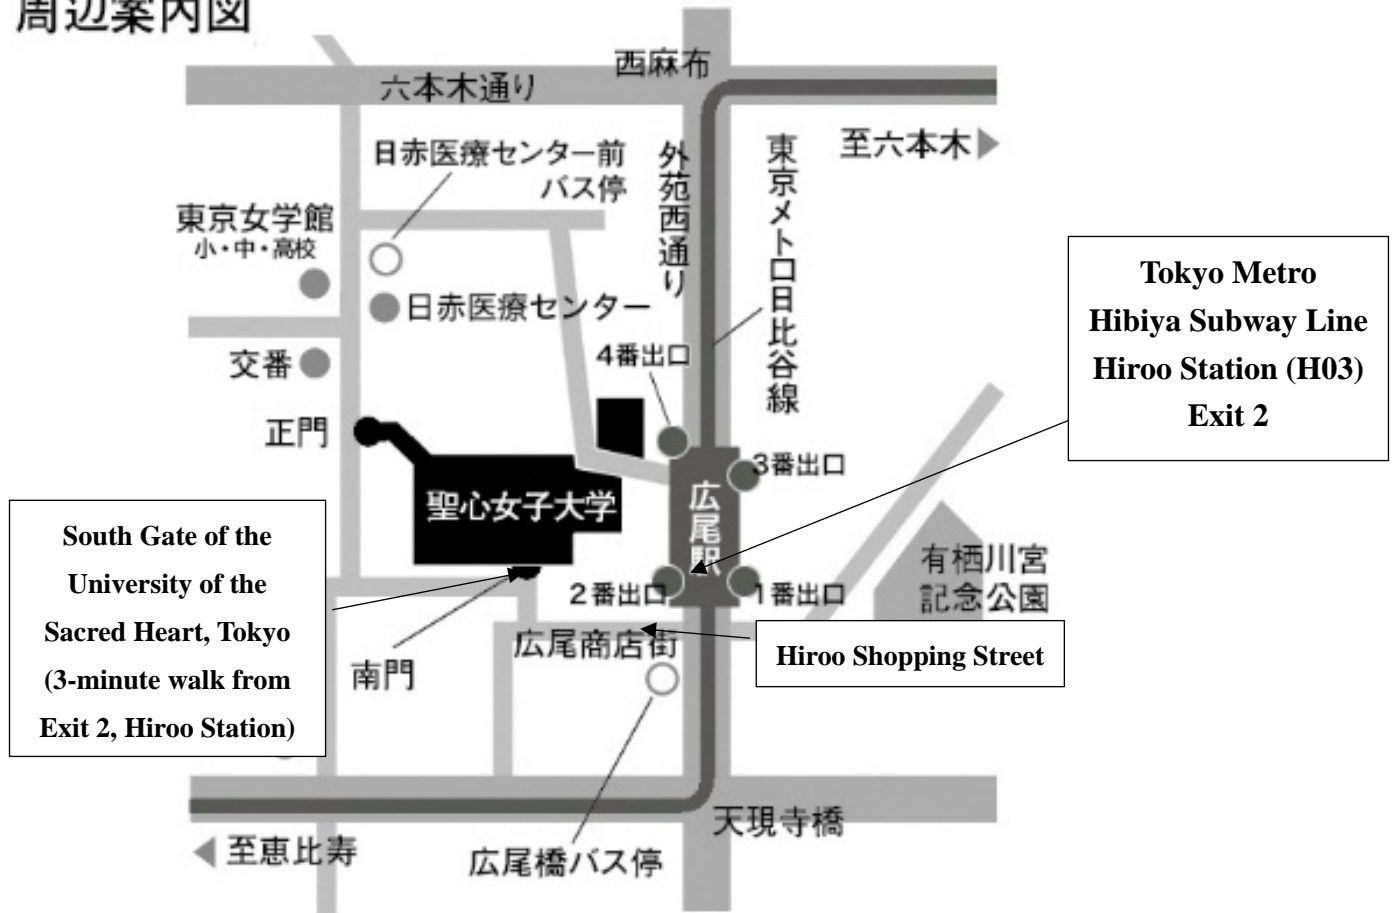 周辺案内図
西麻布
六本木通り
至六本木
日赤医療センター前
バス停
外苑西通り
東京メトロ日比谷線
東京女学館
小・中・高校
日赤医療センター
交番
4番出口
正門
3番出口
聖心女子大学
広尾駅
Tokyo Metro
Hibiya Subway Line
Hiroo Station (H03)
Exit 2
有栖川宮
記念公園
2番出口
1番出口
South Gate of the
University of the
Sacred Heart, Tokyo
(3-minute walk from
Exit 2, Hiroo Station)
南門
広尾商店街
Hiroo Shopping Street
天現寺橋
至恵比寿
広尾橋バス停